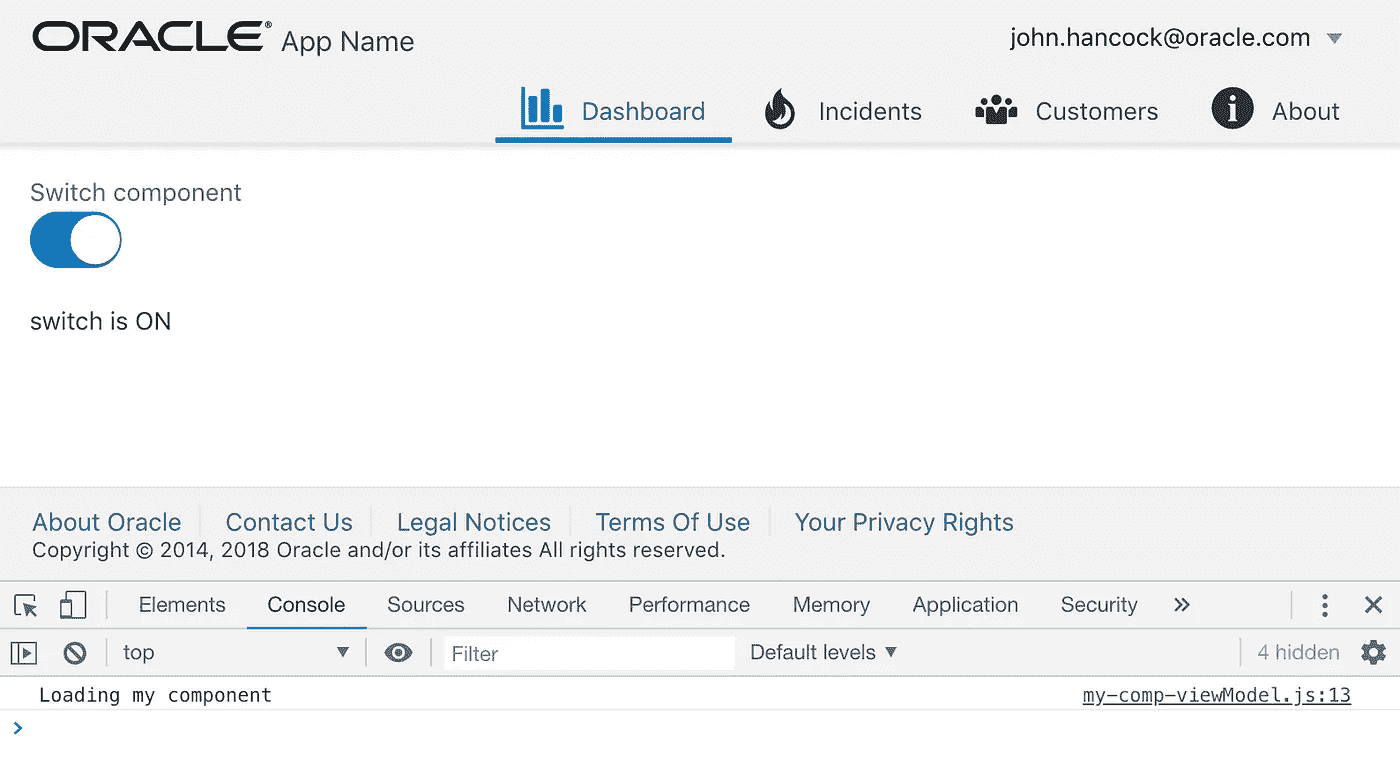 ORACLE® App Name
john.hancock@oracle.com
Dashboard Incidents Customers About
Switch component
switch is ON
About Oracle Contact Us Legal Notices Terms Of Use Your Privacy Rights
Copyright © 2014, 2018 Oracle and/or its affiliates All rights reserved.
Elements Console Sources Network Performance Memory Application Security »
top Filter Default levels 4 hidden
Loading my component my-comp-viewModel.js:13
>